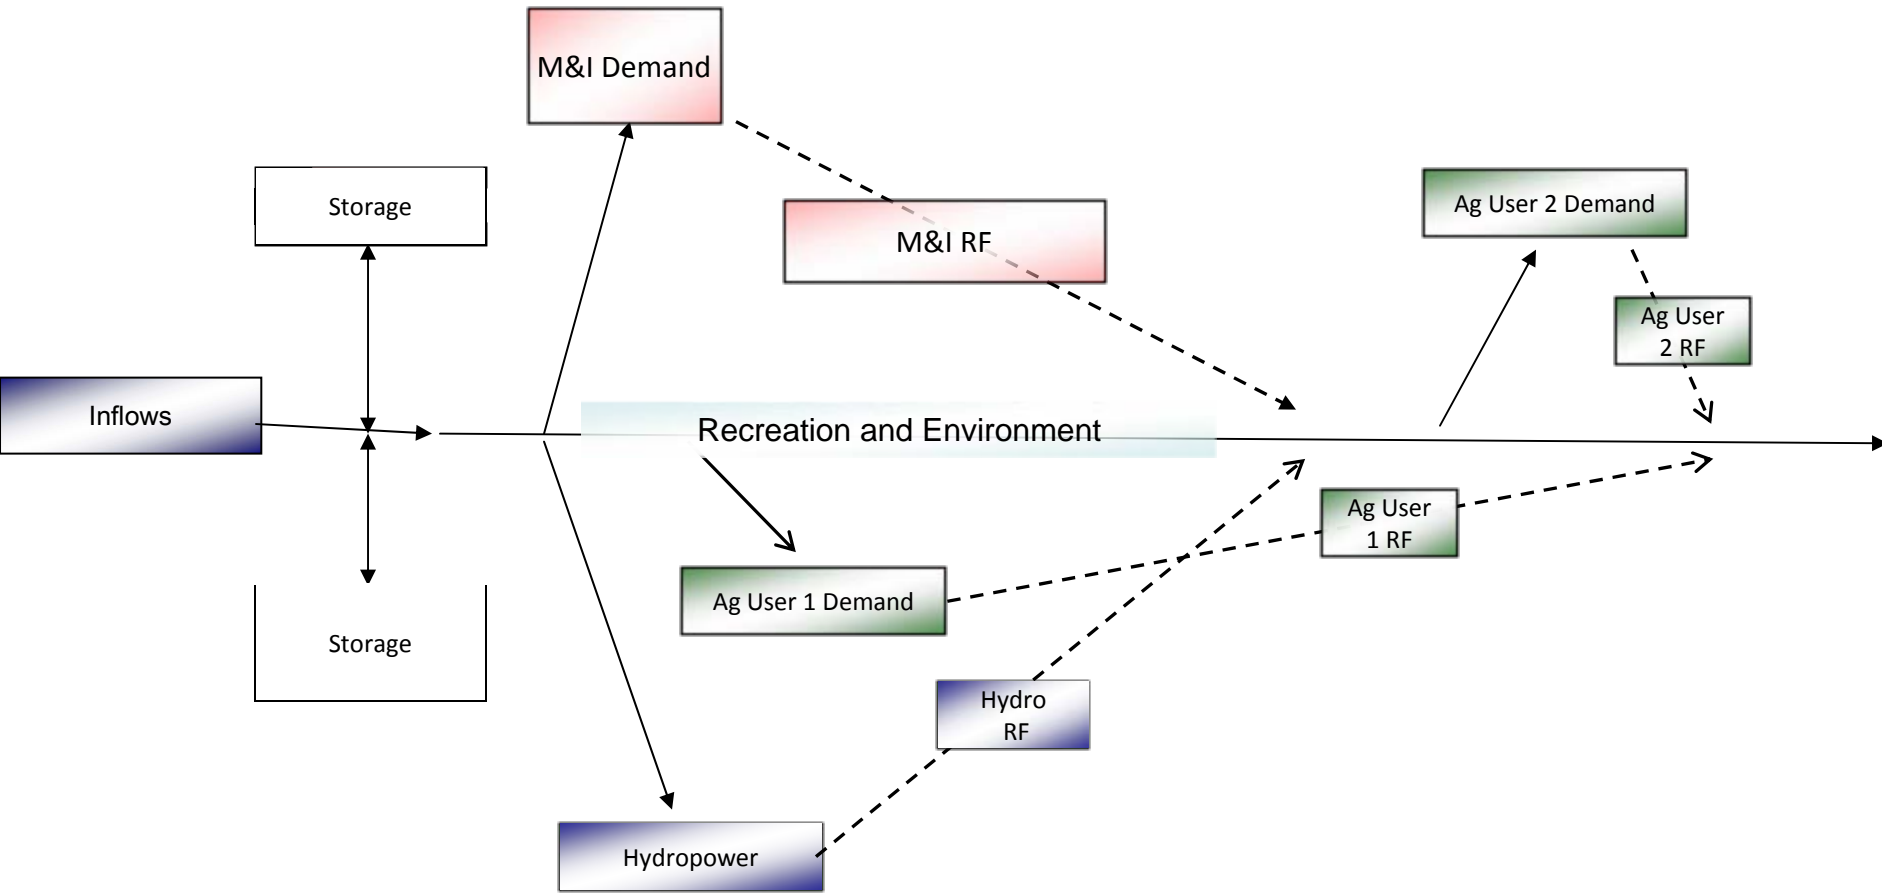 M&I Demand
Storage
Ag User 2 Demand
M&I RF
Ag User
2 RF
Inflows
Recreation and Environment
Ag User
1 RF
Ag User 1 Demand
Storage
Hydro
RF
Hydropower